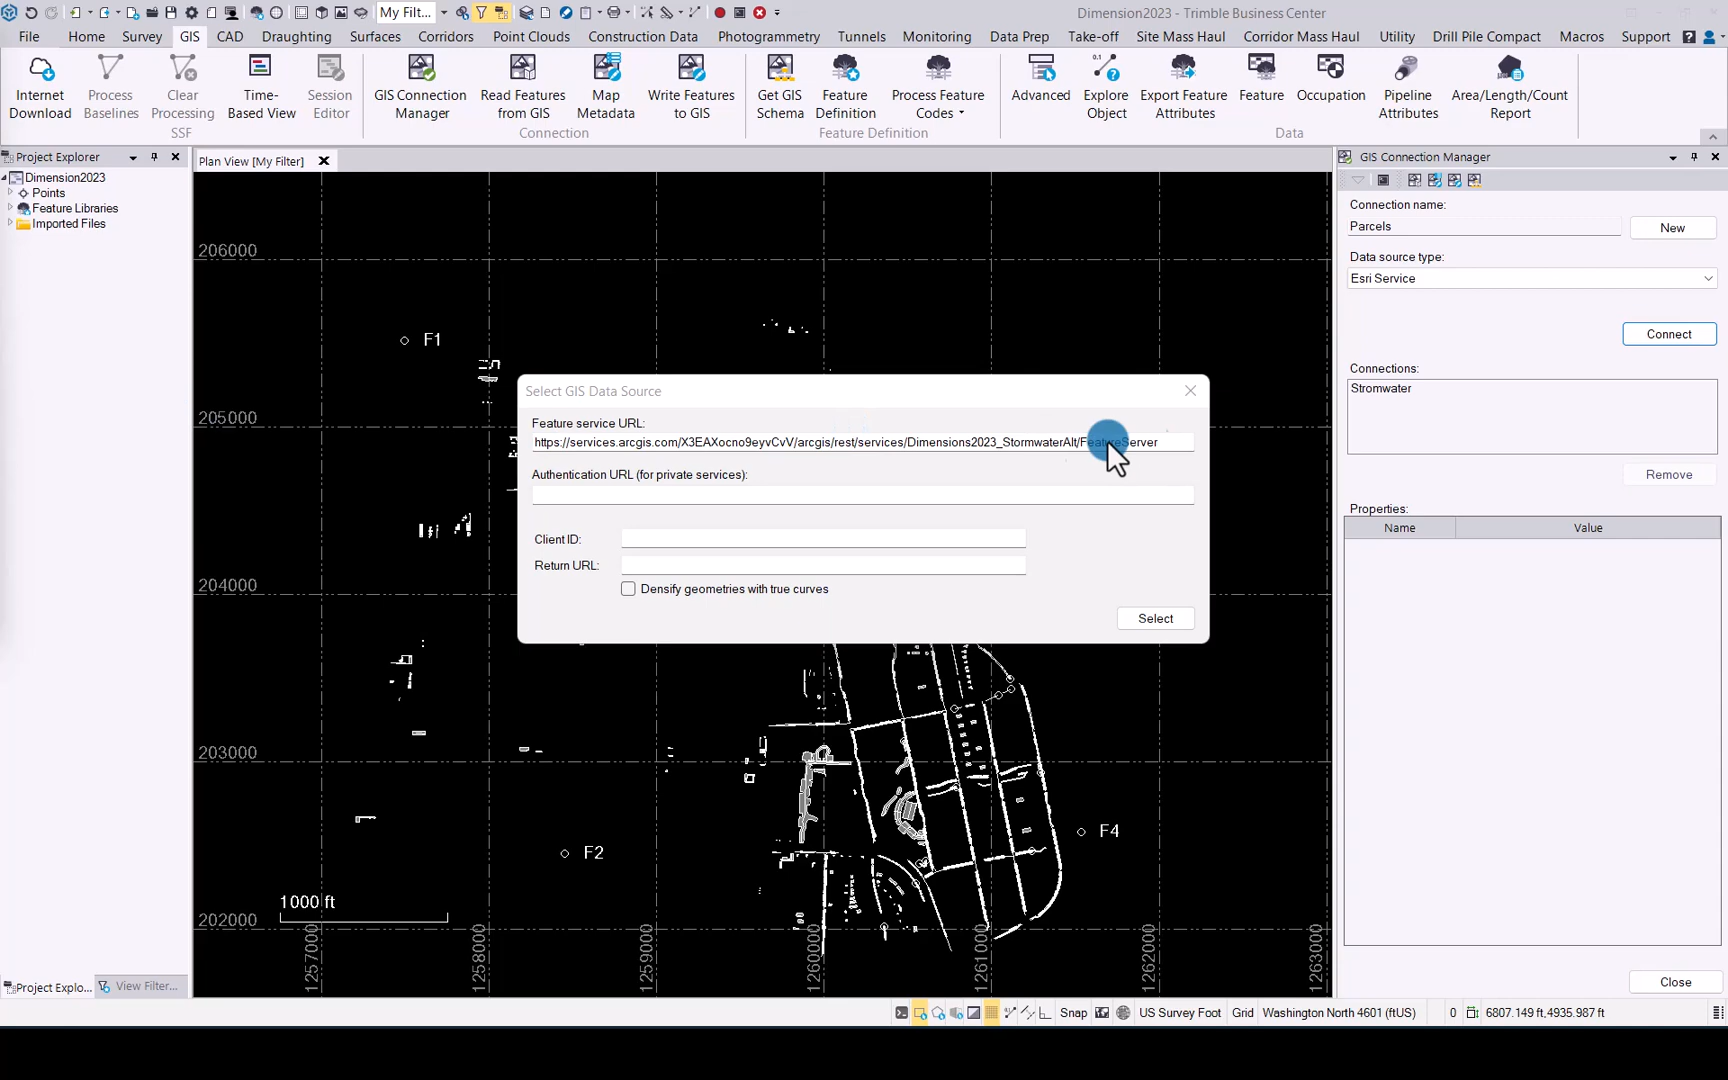 My Filt...
Dimension2023 - Trimble Business Center
File Home Survey GIS CAD Draughting Surfaces Corridors Point Clouds Construction Data Photogrammetry Tunnels Monitoring Data Prep Take-off Site Mass Haul Corridor Mass Haul Utility Drill Pile Compact Macros Support
Internet Download
Process Baselines
Clear Processing
Time-Based View
Session Editor
SSF
GIS Connection Manager
Read Features from GIS
Map Metadata
Write Features to GIS
Connection
Get GIS Schema
Feature Definition
Process Feature Codes
Feature Definition
Advanced
Explore Object
Export Feature Attributes
Feature
Occupation
Pipeline Attributes
Area/Length/Count Report
Data
Project Explorer
Dimension2023
Points
Feature Libraries
Imported Files
Plan View [My Filter]
206000
205000
204000
203000
202000
F1
F2
F4
1000 ft
1257000
1258000
1259000
1260000
1261000
1262000
1263000
Select GIS Data Source
Feature service URL:
https://services.arcgis.com/X3EAXocno9eyvCvV/arcgis/rest/services/Dimensions2023_StormwaterAlt/FeatureServer
Authentication URL (for private services):
Client ID:
Return URL:
Densify geometries with true curves
Select
GIS Connection Manager
Connection name:
Parcels
New
Data source type:
Esri Service
Connect
Connections:
Stromwater
Remove
Properties:
Name Value
Close
Project Explo...
View Filter...
Snap
US Survey Foot
Grid
Washington North 4601 (ftUS)
0
6807.149 ft,4935.987 ft